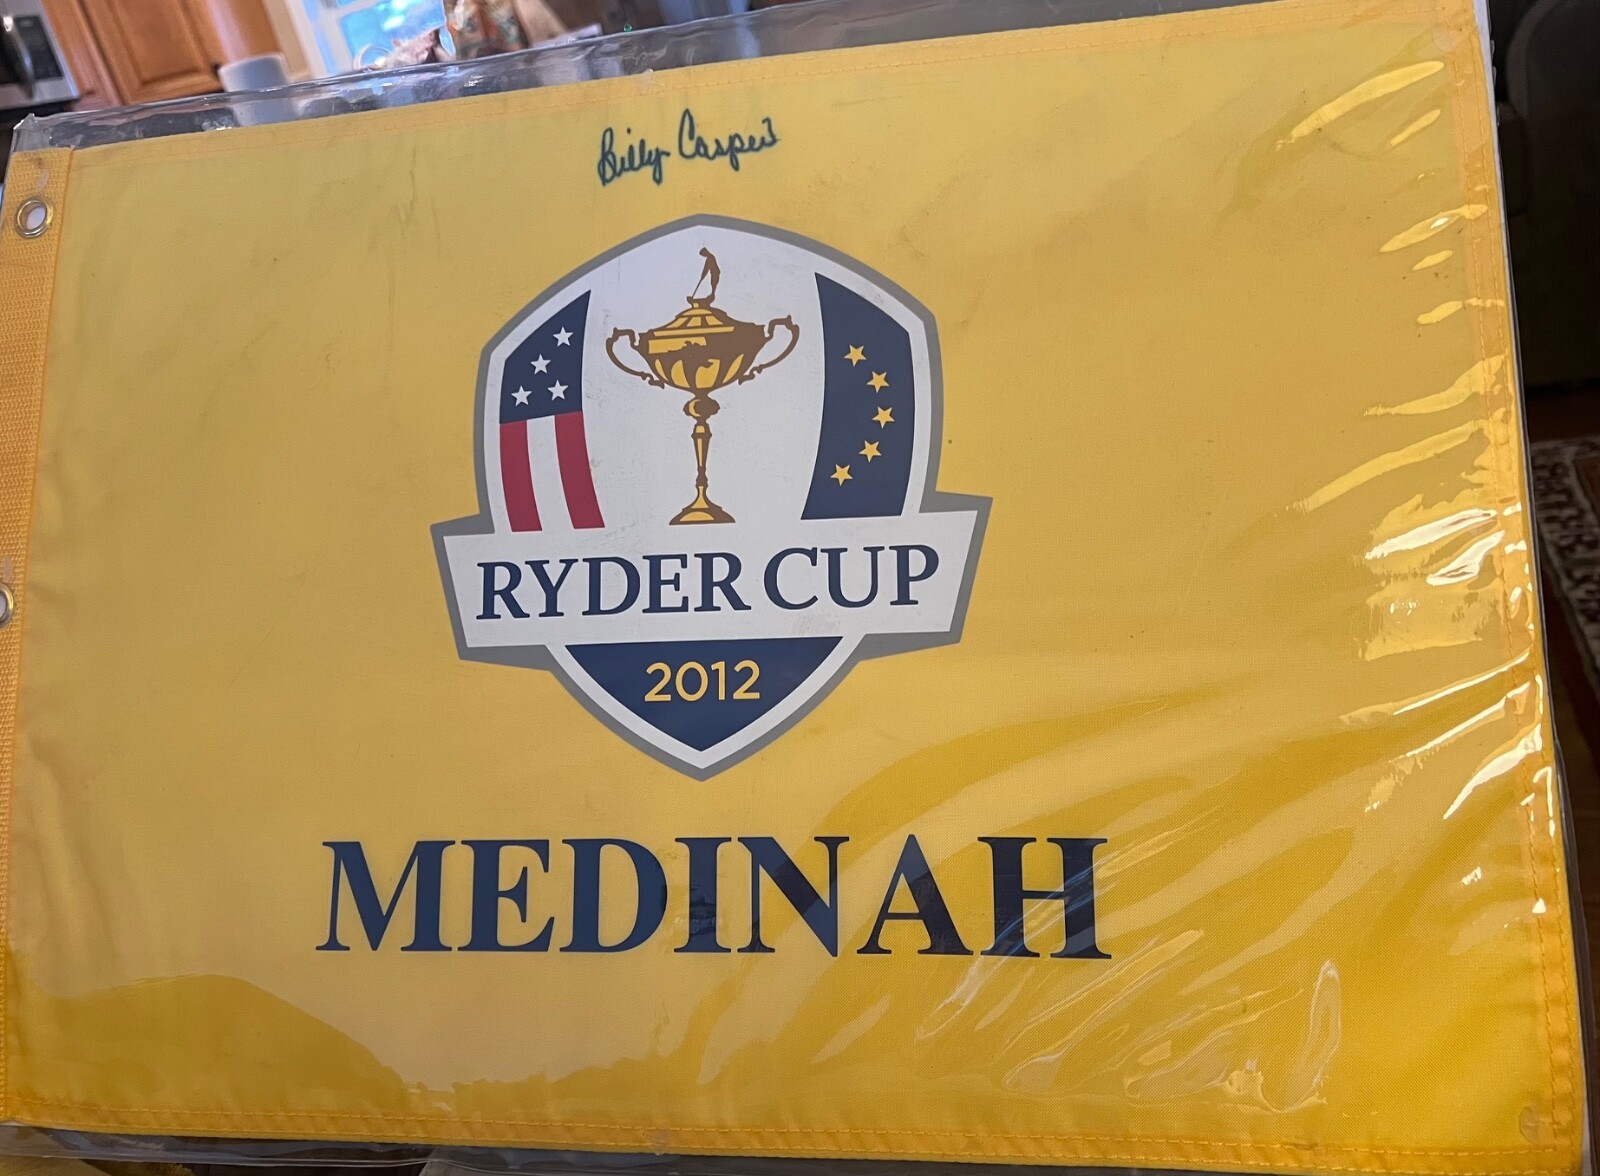 Billy Casper
RYDER CUP
2012
MEDINAH